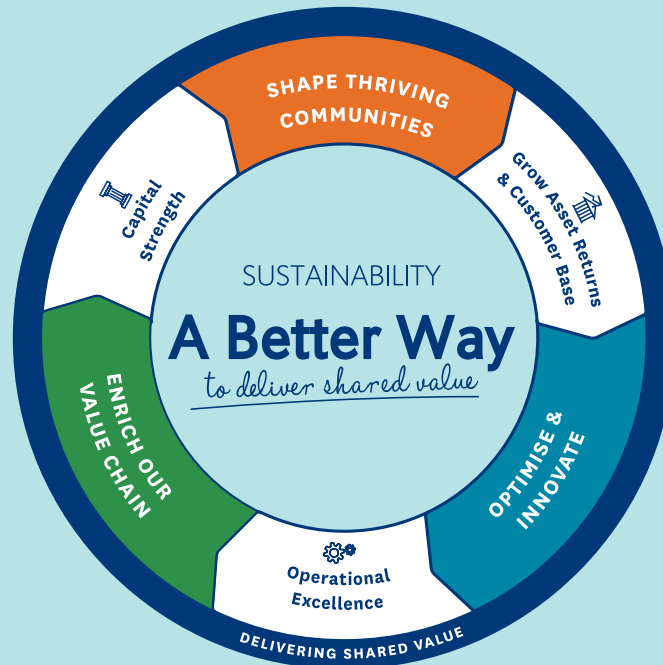 SHAPE THRIVING
COMMUNITIES
Grow Asset Returns
& Customer Base
OPTIMISE &
INNOVATE
Operational
Excellence
ENRICH OUR
VALUE CHAIN
Capital
Strength
SUSTAINABILITY
A Better Way
to deliver shared value
DELIVERING SHARED VALUE